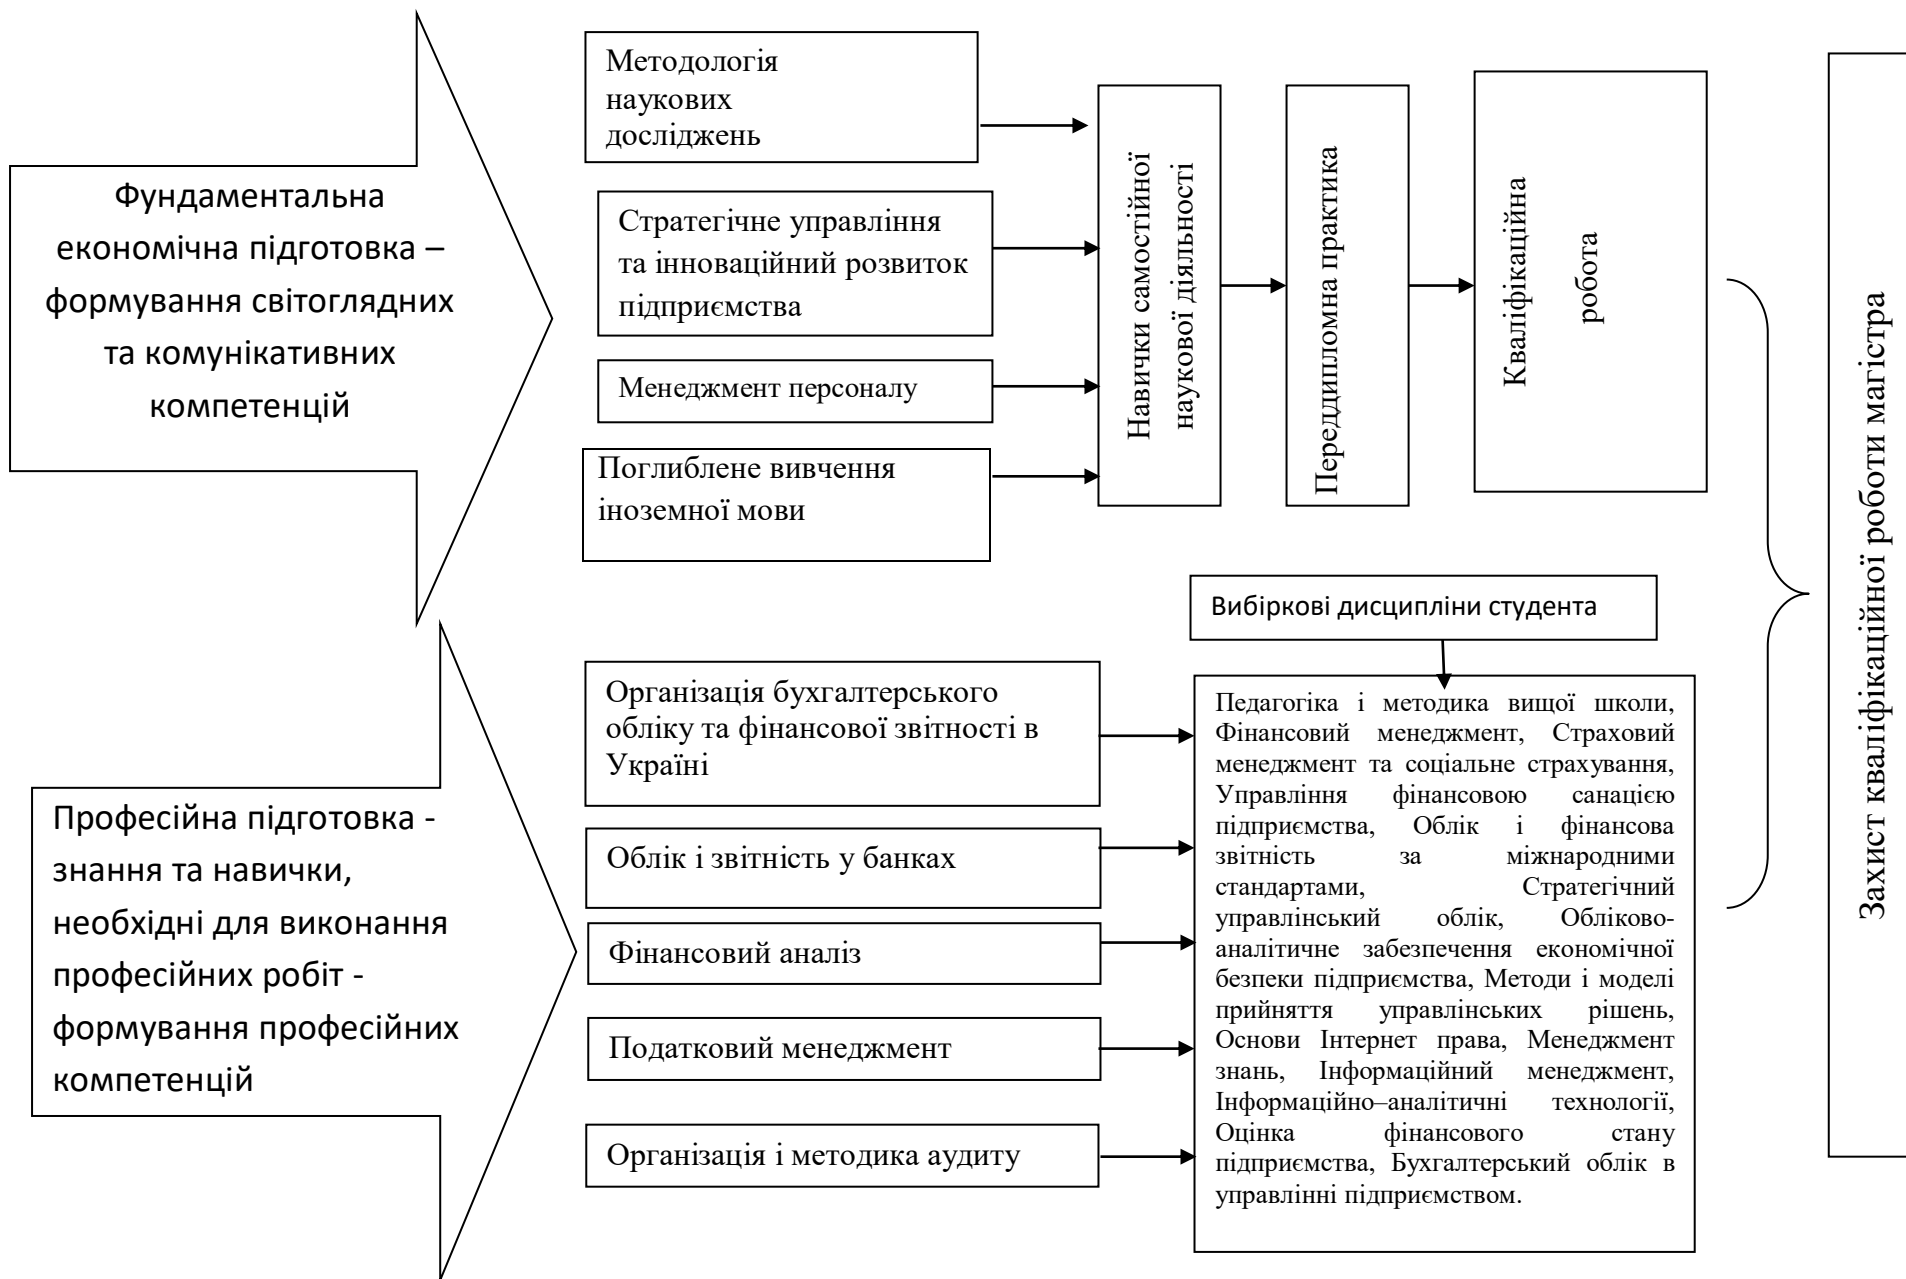 Фундаментальна
економічна підготовка –
формування світоглядних
та комунікативних
компетенцій
Методологія
наукових
досліджень
Стратегічне управління
та інноваційний розвиток
підприємства
Менеджмент персоналу
Поглиблене вивчення
іноземної мови
Навички самостійної
наукової діяльності
Переддипломна практика
Кваліфікаційна
робота
Захист кваліфікаційної роботи магістра
Професійна підготовка -
знання та навички,
необхідні для виконання
професійних робіт -
формування професійних
компетенцій
Організація бухгалтерського
обліку та фінансової звітності в
Україні
Облік і звітність у банках
Фінансовий аналіз
Податковий менеджмент
Організація і методика аудиту
Вибіркові дисципліни студента
Педагогіка і методика вищої школи,
Фінансовий менеджмент, Страховий
менеджмент та соціальне страхування,
Управління фінансовою санацією
підприємства, Облік і фінансова
звітність за міжнародними
стандартами, Стратегічний
управлінський облік, Обліково-
аналітичне забезпечення економічної
безпеки підприємства, Методи і моделі
прийняття управлінських рішень,
Основи Інтернет права, Менеджмент
знань, Інформаційний менеджмент,
Інформаційно–аналітичні технології,
Оцінка фінансового стану
підприємства, Бухгалтерський облік в
управлінні підприємством.